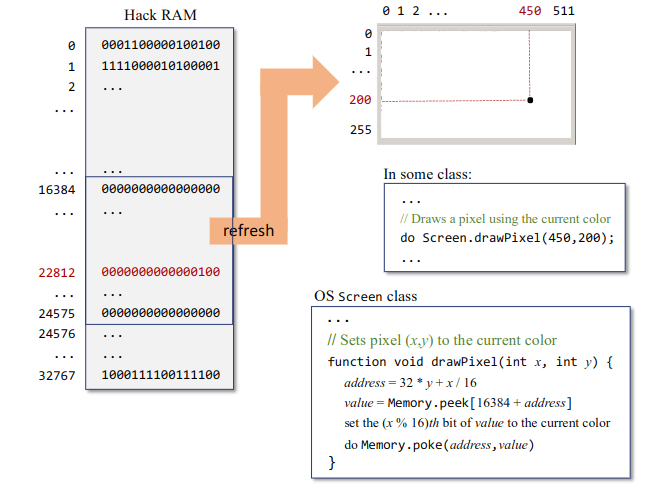 Hack RAM
0 0001100000100100
1 1111000010100001
2 ...
...
... ...
16384 0000000000000000
... ...
22812 0000000000000100
... ...
24575 0000000000000000
24576 ...
... ...
32767 1000111100111100
refresh
0 1 2 ... 450 511
0
1
...
200
255
In some class:
...
// Draws a pixel using the current color
do Screen.drawPixel(450,200);
...
OS Screen class
...
// Sets pixel (x,y) to the current color
function void drawPixel(int x, int y) {
address = 32 * y + x / 16
value = Memory.peek[16384 + address]
set the (x % 16)th bit of value to the current color
do Memory.poke(address,value)
}